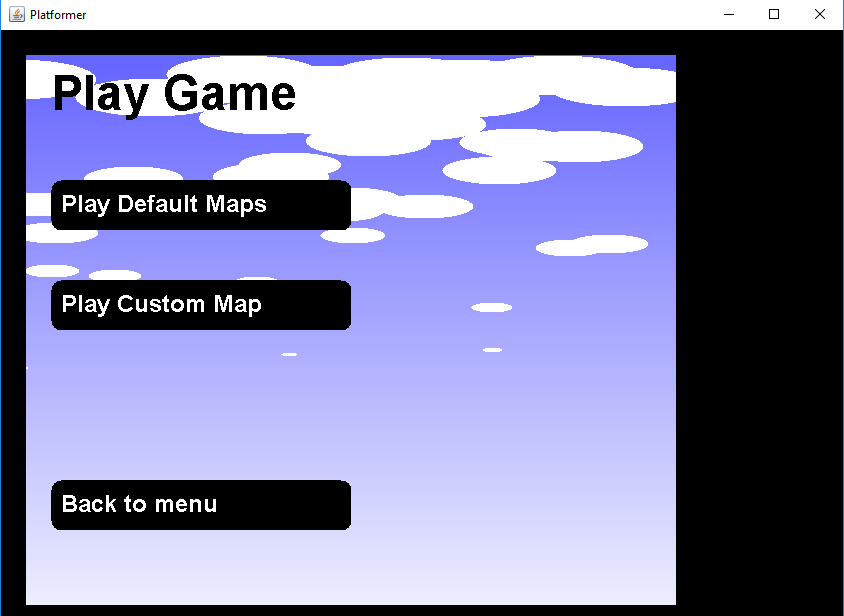 Platformer
Play Game
Play Default Maps
Play Custom Map
Back to menu